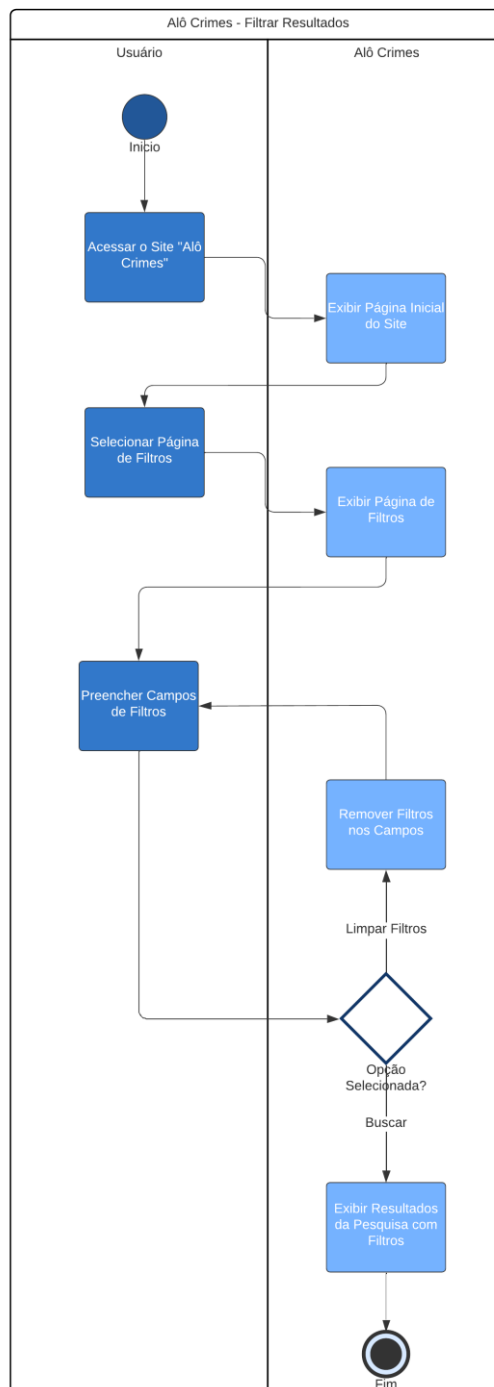 Alô Crimes - Filtrar Resultados
Usuário
Alô Crimes
Inicio
Acessar o Site "Alô
Crimes"
Exibir Página Inicial
do Site
Selecionar Página
de Filtros
Exibir Página de
Filtros
Preencher Campos
de Filtros
Remover Filtros
nos Campos
Limpar Filtros
Opção
Selecionada?
Buscar
Exibir Resultados
da Pesquisa com
Filtros
Fim